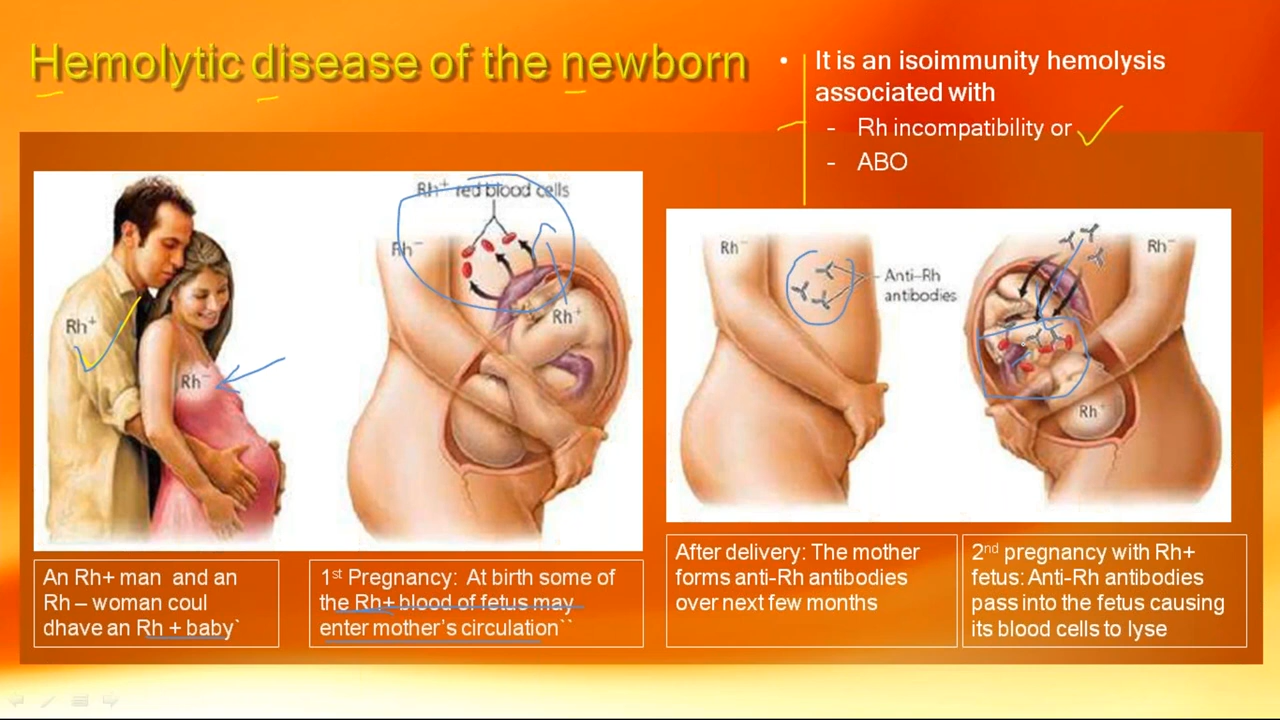 Hemolytic disease of the newborn
• It is an isoimmunity hemolysis
associated with
- Rh incompatibility or
- ABO
Rh+
Rh–
Rh+ red blood cells
Rh–
Rh+
Rh–
Anti–Rh
antibodies
Rh–
Rh+
An Rh+ man and an
Rh – woman coul
dhave an Rh + baby`
1st Pregnancy: At birth some of
the Rh+ blood of fetus may
enter mother's circulation``
After delivery: The mother
forms anti-Rh antibodies
over next few months
2nd pregnancy with Rh+
fetus: Anti-Rh antibodies
pass into the fetus causing
its blood cells to lyse